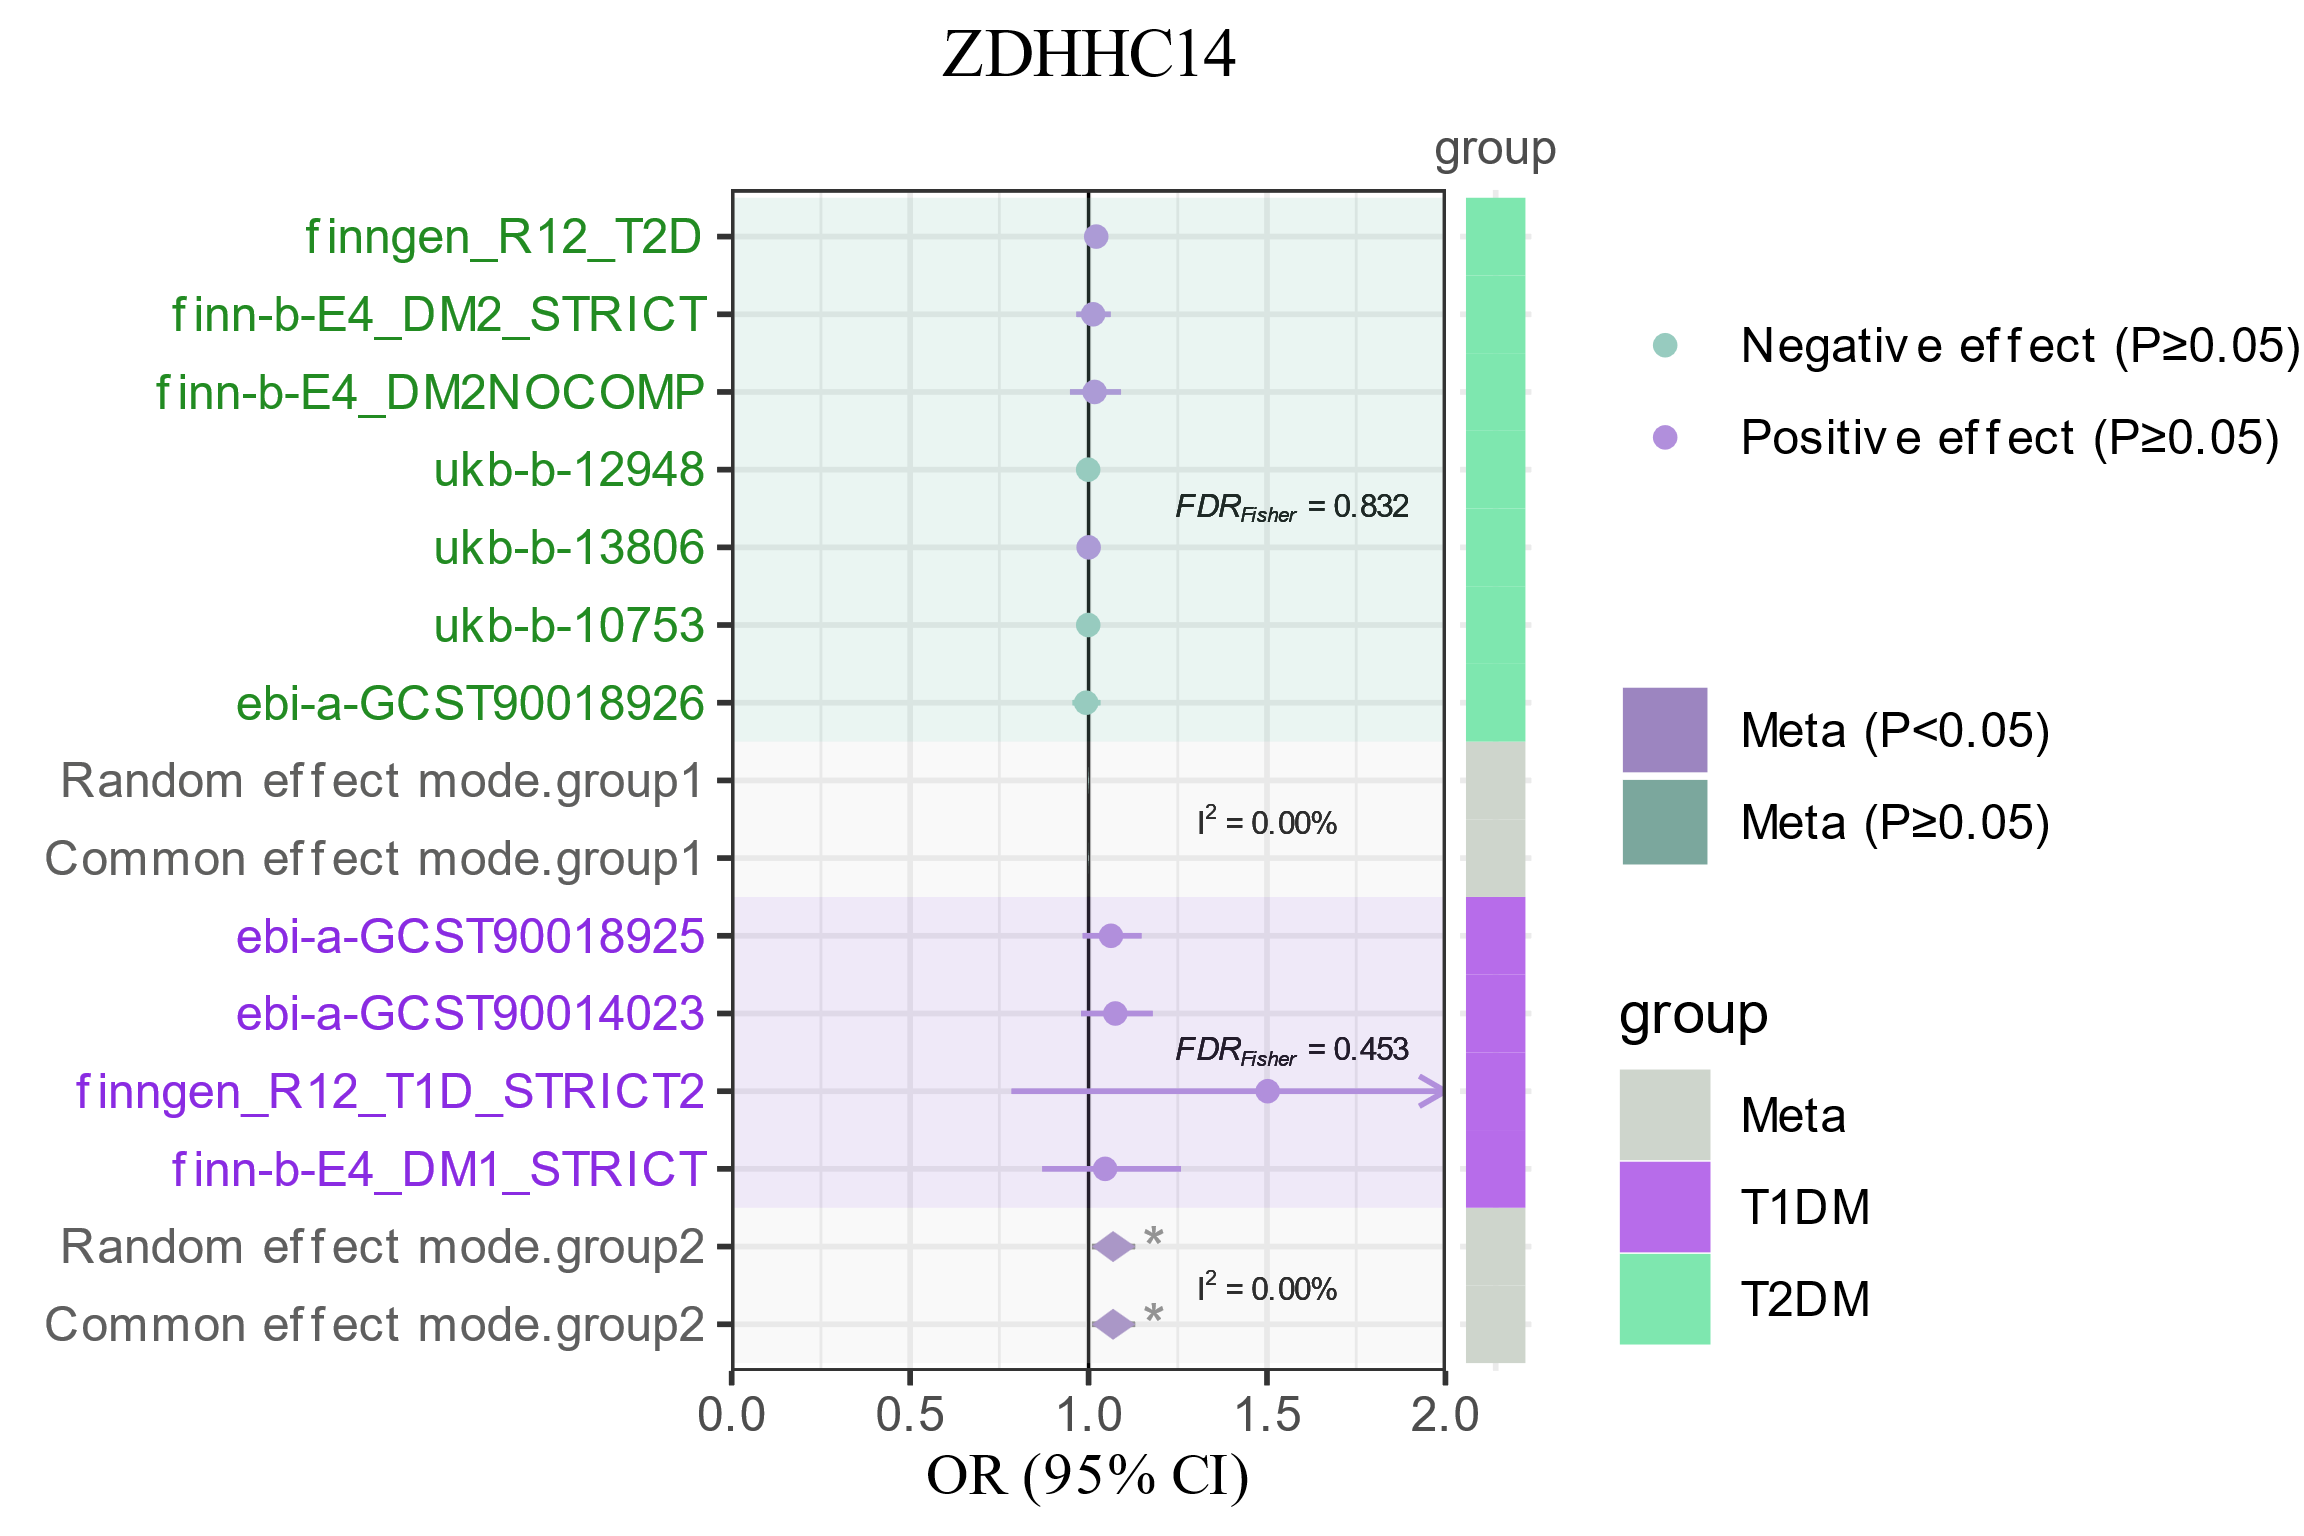 ZDHHC14
group
finngen_R12_T2D
finn-b-E4_DM2_STRICT
finn-b-E4_DM2NOCOMP
ukb-b-12948
FDRFisher = 0.832
ukb-b-13806
ukb-b-10753
ebi-a-GCST90018926
Random effect mode.group1
I² = 0.00%
Common effect mode.group1
ebi-a-GCST90018925
ebi-a-GCST90014023
FDRFisher = 0.453
finngen_R12_T1D_STRICT2
finn-b-E4_DM1_STRICT
Random effect mode.group2
*
I² = 0.00%
Common effect mode.group2
*
0.0 0.5 1.0 1.5 2.0
OR (95% CI)
Negative effect (P≥0.05)
Positive effect (P≥0.05)
Meta (P<0.05)
Meta (P≥0.05)
group
Meta
T1DM
T2DM